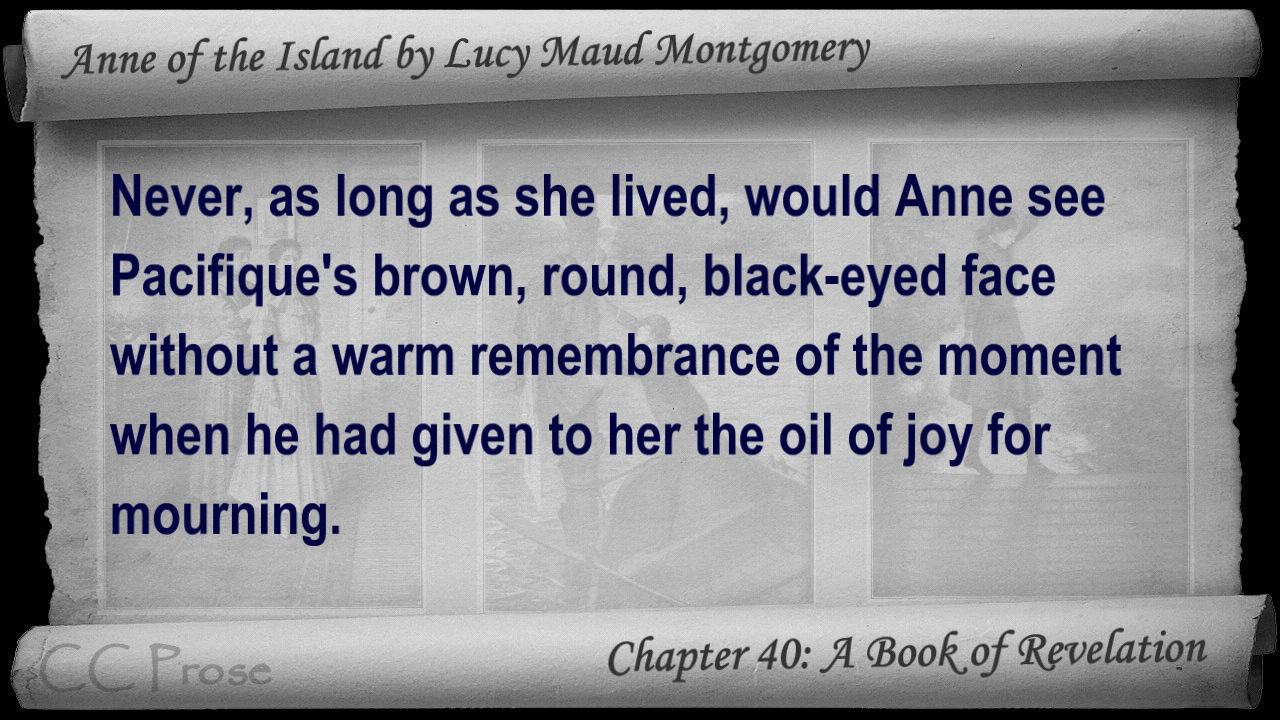 Anne of the Island by Lucy Maud Montgomery
Never, as long as she lived, would Anne see
Pacifique's brown, round, black-eyed face
without a warm remembrance of the moment
when he had given to her the oil of joy for
mourning.
CC Prose
Chapter 40: A Book of Revelation